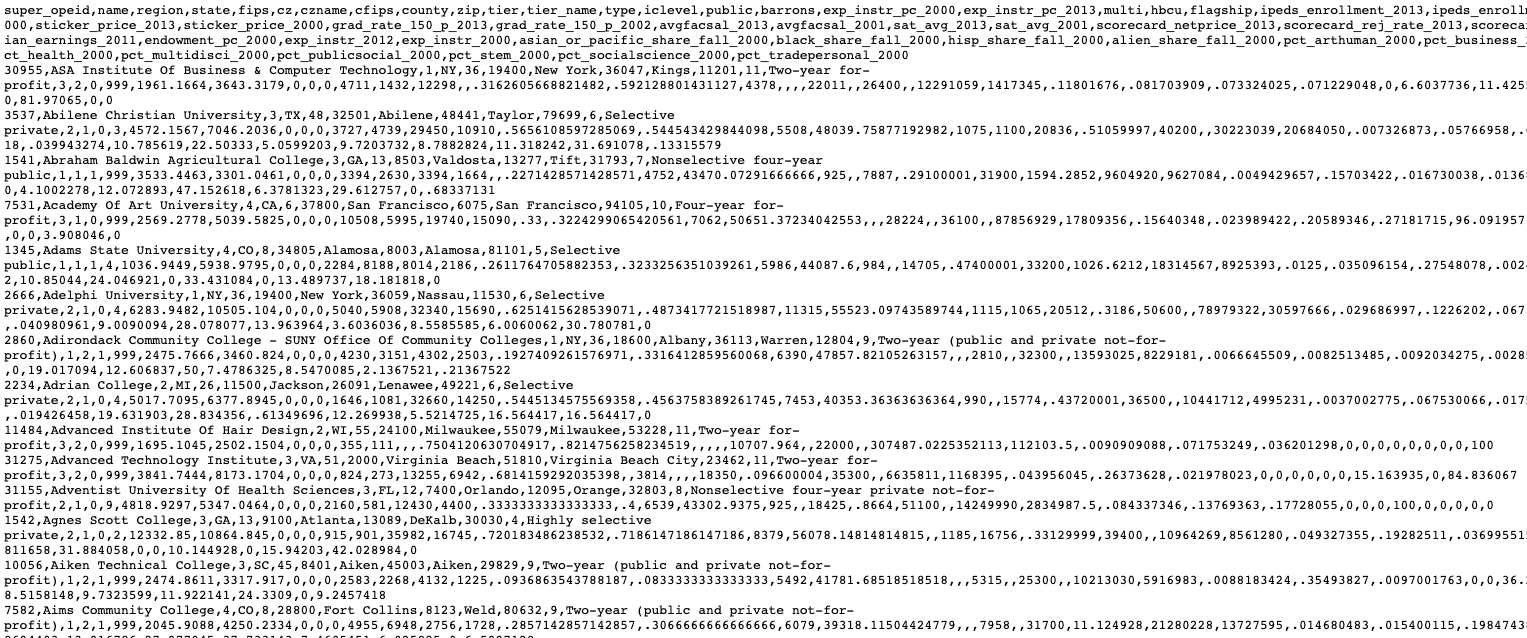 super_opeid,name,region,state,fips,cz,czname,cfips,county,zip,tier,tier_name,type,iclevel,public,barrons,exp_instr_pc_2000,exp_instr_pc_2013,multi,hbcu,flagship,ipeds_enrollment_2013,ipeds_enrollm
000,sticker_price_2013,sticker_price_2000,grad_rate_150_p_2013,grad_rate_150_p_2002,avgfacsal_2013,avgfacsal_2001,sat_avg_2013,sat_avg_2001,scorecard_netprice_2013,scorecard_rej_rate_2013,scorecar
ian_earnings_2011,endowment_pc_2000,exp_instr_2012,exp_instr_2000,asian_or_pacific_share_fall_2000,black_share_fall_2000,hisp_share_fall_2000,alien_share_fall_2000,pct_arthuman_2000,pct_business_
ct_health_2000,pct_multidisci_2000,pct_publicsocial_2000,pct_stem_2000,pct_socialscience_2000,pct_tradepersonal_2000
30955,ASA Institute Of Business & Computer Technology,1,NY,36,19400,New York,36047,Kings,11201,11,Two-year for-
profit,3,2,0,999,1961.1664,3643.3179,0,0,0,4711,1432,12298,,.3162605668821482,.592128801431127,4378,,,,22011,,26400,,12291059,1417345,.11801676,.081703909,.073324025,.071229048,0,6.6037736,11.4255
0,81.97065,0,0
3537,Abilene Christian University,3,TX,48,32501,Abilene,48441,Taylor,79699,6,Selective
private,2,1,0,3,4572.1567,7046.2036,0,0,0,3727,4739,29450,10910,.5656108597285069,.544543429844098,5508,48039.75877192982,1075,1100,20836,.51059997,40200,,30223039,20684050,.007326873,.05766958,.
18,.039943274,10.785619,22.50333,5.0599203,9.7203732,8.7882824,11.318242,31.691078,.13315579
1541,Abraham Baldwin Agricultural College,3,GA,13,8503,Valdosta,13277,Tift,31793,7,Nonselective four-year
public,1,1,1,999,3533.4463,3301.0461,0,0,0,3394,2630,3394,1664,,.2271428571428571,4752,43470.07291666666,925,,7887,.29100001,31900,1594.2852,9604920,9627084,.0049429657,.15703422,.016730038,.0136
0,4.1002278,12.072893,47.152618,6.3781323,29.612757,0,.68337131
7531,Academy Of Art University,4,CA,6,37800,San Francisco,6075,San Francisco,94105,10,Four-year for-
profit,3,1,0,999,2569.2778,5039.5825,0,0,0,10508,5995,19740,15090,.33,.3224299065420561,7062,50651.37234042553,,,28224,,36100,,87856929,17809356,.15640348,.023989422,.20589346,.27181715,96.091957
,0,0,3.908046,0
1345,Adams State University,4,CO,8,34805,Alamosa,8003,Alamosa,81101,5,Selective
public,1,1,1,4,1036.9449,5938.9795,0,0,0,2284,8188,8014,2186,.2611764705882353,.3233256351039261,5986,44087.6,984,,14705,.47400001,33200,1026.6212,18314567,8925393,.0125,.035096154,.27548078,.002
2,10.85044,24.046921,0,33.431084,0,13.489737,18.181818,0
2666,Adelphi University,1,NY,36,19400,New York,36059,Nassau,11530,6,Selective
private,2,1,0,4,6283.9482,10505.104,0,0,0,5040,5908,32340,15690,.6251415628539071,.4873417721518987,11315,55523.09743589744,1115,1065,20512,.3186,50600,,78979322,30597666,.029686997,.1226202,.067
,.040980961,9.0090094,28.078077,13.963964,3.6036036,8.5585585,6.0060062,30.780781,0
2860,Adirondack Community College - SUNY Office Of Community Colleges,1,NY,36,18600,Albany,36113,Warren,12804,9,Two-year (public and private not-for-
profit),1,2,1,999,2475.7666,3460.824,0,0,0,4230,3151,4302,2503,.1927409261576971,.3316412859560068,6390,47857.82105263157,,,2810,,32300,,13593025,8229181,.0066645509,.0082513485,.0092034275,.0028
,0,19.017094,12.606837,50,7.4786325,8.5470085,2.1367521,.21367522
2234,Adrian College,2,MI,26,11500,Jackson,26091,Lenawee,49221,6,Selective
private,2,1,0,4,5017.7095,6377.8945,0,0,0,1646,1081,32660,14250,.5445134575569358,.4563758389261745,7453,40353.36363636364,990,,15774,.43720001,36500,,10441712,4995231,.0037002775,.067530066,.017
,.019426458,19.631903,28.834356,.61349696,12.269938,5.5214725,16.564417,16.564417,0
11484,Advanced Institute Of Hair Design,2,WI,55,24100,Milwaukee,55079,Milwaukee,53228,11,Two-year for-
profit,3,2,0,999,1695.1045,2502.1504,0,0,0,355,111,,,.7504120630704917,.8214756258234519,,,,,10707.964,,22000,,307487.0225352113,112103.5,.0090909088,.071753249,.036201298,0,0,0,0,0,0,0,0,100
31275,Advanced Technology Institute,3,VA,51,2000,Virginia Beach,51810,Virginia Beach City,23462,11,Two-year for-
profit,3,2,0,999,3841.7444,8173.1704,0,0,0,824,273,13255,6942,.6814159292035398,,3814,,,,18350,.096600004,35300,,6635811,1168395,.043956045,.26373628,.021978023,0,0,0,0,0,0,15.163935,0,84.836067
31155,Adventist University Of Health Sciences,3,FL,12,7400,Orlando,12095,Orange,32803,8,Nonselective four-year private not-for-
profit,2,1,0,9,4818.9297,5347.0464,0,0,0,2160,581,12430,4400,.3333333333333333,.4,6539,43302.9375,925,,18425,.8664,51100,,14249990,2834987.5,.084337346,.13769363,.17728055,0,0,0,100,0,0,0,0,0
1542,Agnes Scott College,3,GA,13,9100,Atlanta,13089,DeKalb,30030,4,Highly selective
private,2,1,0,2,12332.85,10864.845,0,0,0,915,901,35982,16745,.720183486238532,.7186147186147186,8379,56078.14814814815,,1185,16756,.33129999,39400,,10964269,8561280,.049327355,.19282511,.03699551
811658,31.884058,0,0,10.144928,0,15.94203,42.028984,0
10056,Aiken Technical College,3,SC,45,8401,Aiken,45003,Aiken,29829,9,Two-year (public and private not-for-
profit),1,2,1,999,2474.8611,3317.917,0,0,0,2583,2268,4132,1225,.0936863543788187,.0833333333333333,5492,41781.68518518518,,,5315,,25300,,10213030,5916983,.0088183424,.35493827,.0097001763,0,0,36.
8.5158148,9.7323599,11.922141,24.3309,0,9.2457418
7582,Aims Community College,4,CO,8,28800,Fort Collins,8123,Weld,80632,9,Two-year (public and private not-for-
profit),1,2,1,999,2045.9088,4250.2334,0,0,0,4955,6948,2756,1728,.2857142857142857,.3066666666666666,6079,39318.11504424779,,,7958,,31700,11.124928,21280228,13727595,.014680483,.015400115,.1984743